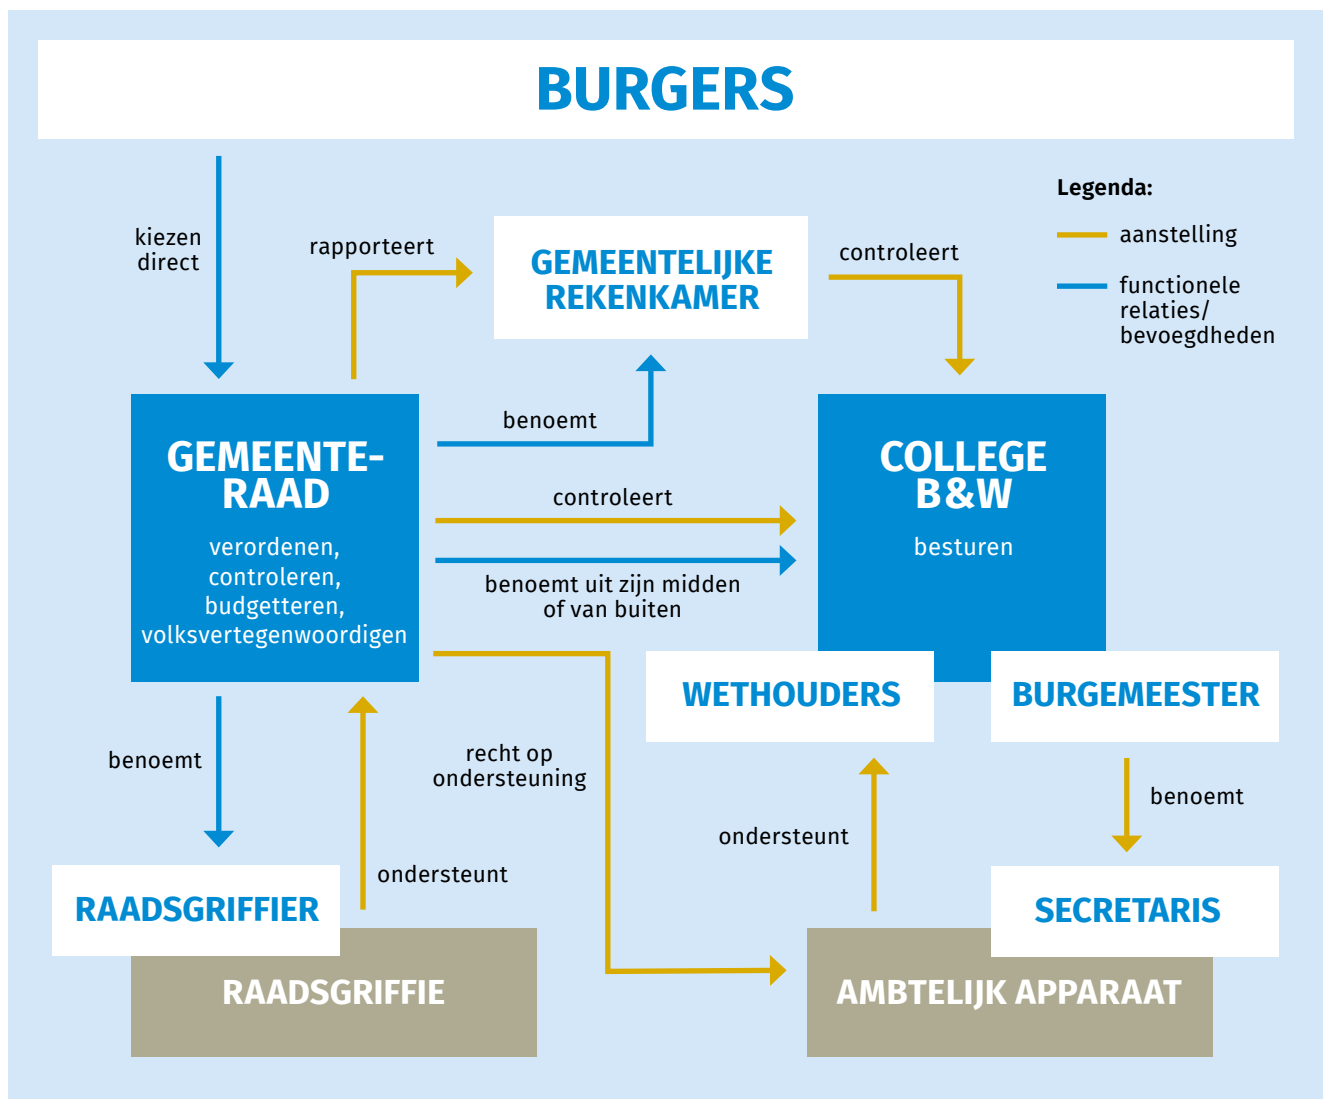 BURGERS
kiezen
direct
rapporteert
GEMEENTELIJKE
REKENKAMER
controleert
Legenda:
aanstelling
functionele
relaties/
bevoegdheden
GEMEENTE-
RAAD
verordenen,
controleren,
budgetteren,
volksvertegenwoordigen
benoemt
controleert
benoemt uit zijn midden
of van buiten
COLLEGE
B&W
besturen
WETHOUDERS
BURGEMEESTER
benoemt
recht op
ondersteuning
ondersteunt
benoemt
ondersteunt
RAADSGRIFFIER
RAADSGRIFFIE
SECRETARIS
AMBTELIJK APPARAAT